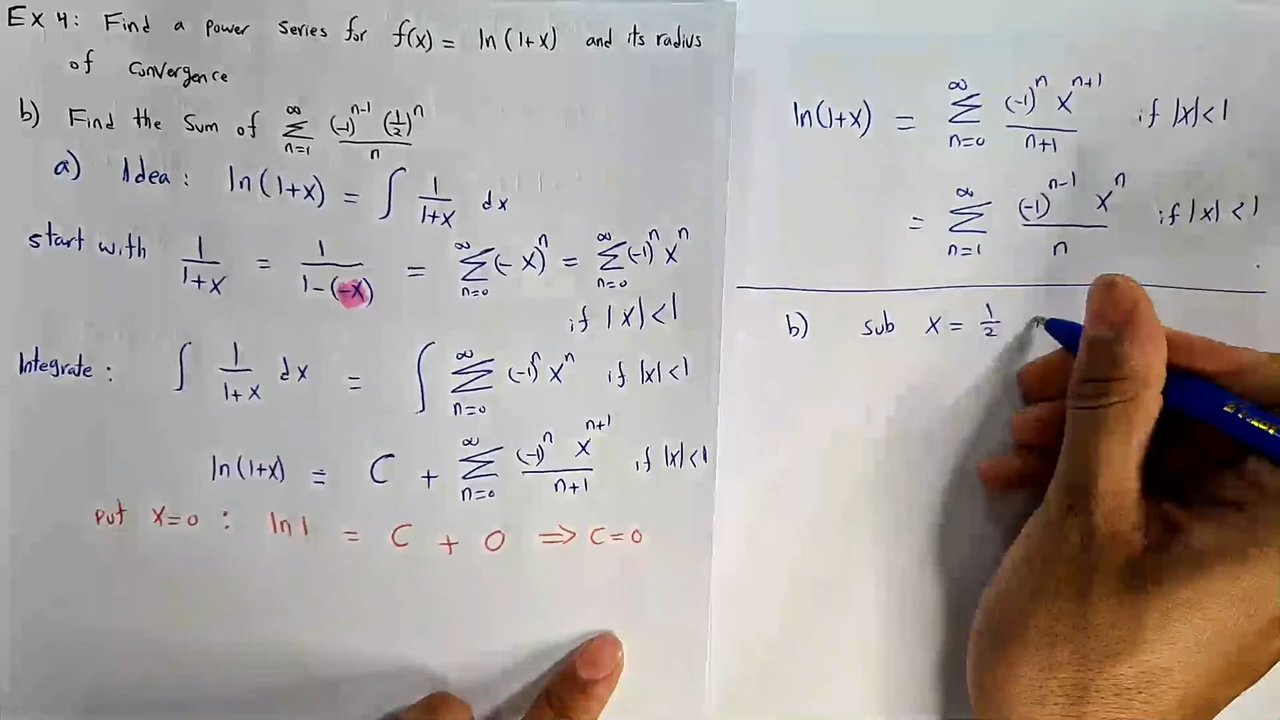 Ex 4: Find a power series for f(x) = ln(1+x) and its radius
of convergence
b) Find the Sum of ∞∑n=1 (-1)^(n-1) (1/2)^n / n
a) Idea: ln(1+x) = ∫ 1/(1+x) dx
start with 1/(1+x) = 1/(1-(-x)) = ∞∑n=0 (-x)^n = ∞∑n=0 (-1)^n x^n
if |x|<1
Integrate: ∫ 1/(1+x) dx = ∫ ∞∑n=0 (-1)^n x^n if |x|<1
ln(1+x) = C + ∞∑n=0 (-1)^n x^(n+1) / (n+1) if |x|<1
put x=0 : ln 1 = C + 0 ⇒ C=0
ln(1+x) = ∞∑n=0 (-1)^n x^(n+1) / (n+1) if |x|<1
= ∞∑n=1 (-1)^(n-1) x^n / n if |x|<1
b) sub x = 1/2